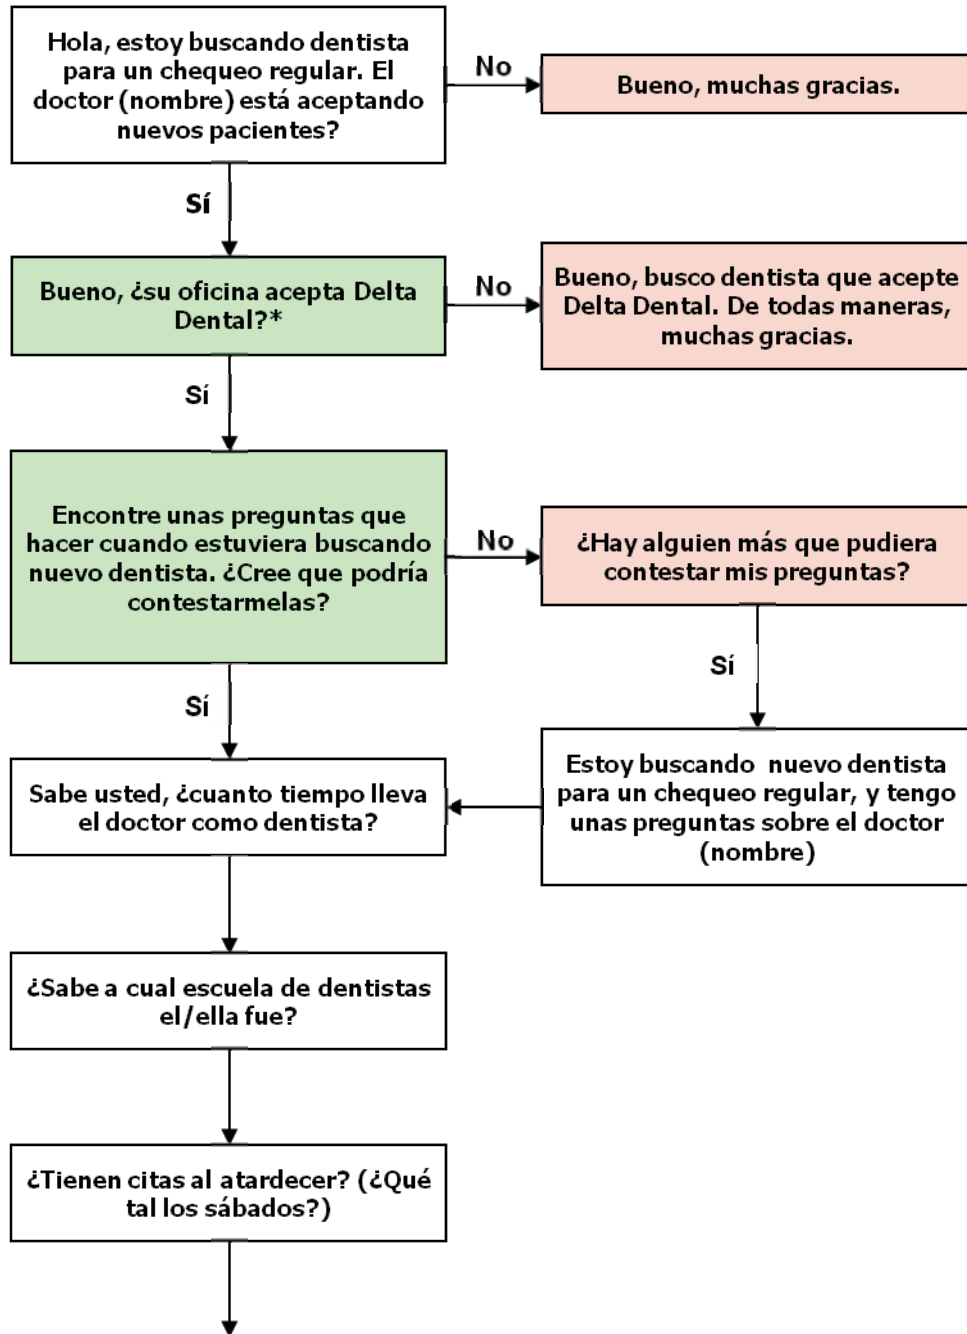 Hola, estoy buscando dentista
para un chequeo regular. El
doctor (nombre) está aceptando
nuevos pacientes?
No
Bueno, muchas gracias.
Sí
Bueno, ¿su oficina acepta Delta
Dental?*
No
Bueno, busco dentista que acepte
Delta Dental. De todas maneras,
muchas gracias.
Sí
Encontre unas preguntas que
hacer cuando estuviera buscando
nuevo dentista. ¿Cree que podría
contestarmelas?
No
¿Hay alguien más que pudiera
contestar mis preguntas?
Sí
Sí
Estoy buscando  nuevo dentista
para un chequeo regular, y tengo
unas preguntas sobre el doctor
(nombre)
Sabe usted, ¿cuanto tiempo lleva
el doctor como dentista?
¿Sabe a cual escuela de dentistas
el/ella fue?
¿Tienen citas al atardecer? (¿Qué
tal los sábados?)